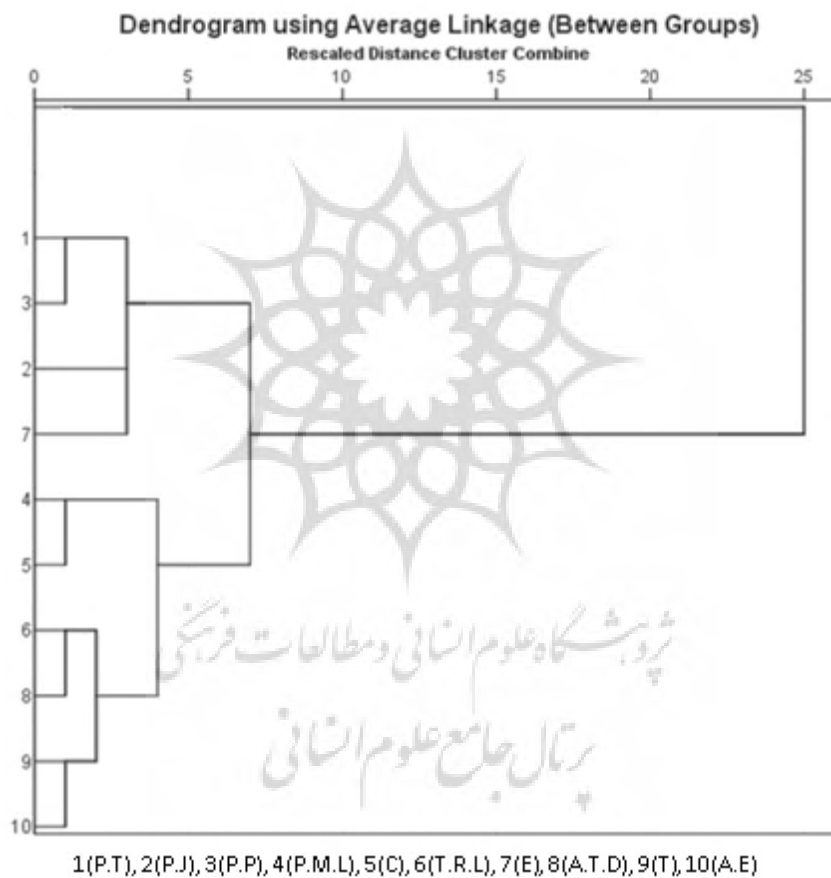 Dendrogram using Average Linkage (Between Groups)
Rescaled Distance Cluster Combine
0 5 10 15 20 25
1
3
2
7
4
5
6
8
9
10
پژوهشگاه علوم انسانی و مطالعات فرهنگی
پرتال جامع علوم انسانی
1(P.T), 2(P.J), 3(P.P), 4(P.M.L), 5(C), 6(T.R.L), 7(E), 8(A.T.D), 9(T), 10(A.E)